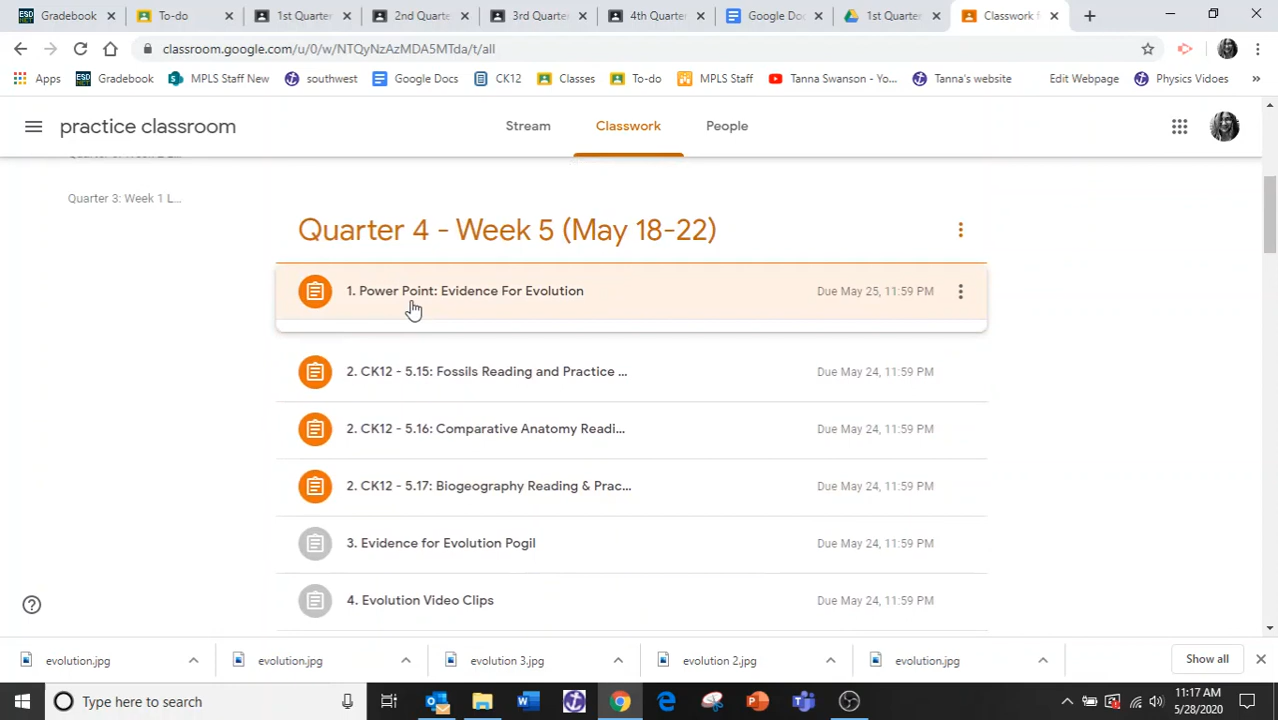 Gradebook
To-do
1st Quarte
2nd Quarte
3rd Quarte
4th Quarte
Google Doc
1st Quarte
Classwork f
classroom.google.com/u/0/w/NTQyNzAzMDA5MTda/t/all
Apps
Gradebook
MPLS Staff New
southwest
Google Docs
CK12
Classes
To-do
MPLS Staff
Tanna Swanson - Yo...
Tanna's website
Edit Webpage
Physics Vidoes
»
practice classroom
Stream
Classwork
People
Quarter 3: Week 1 L...
Quarter 4 - Week 5 (May 18-22)
1. Power Point: Evidence For Evolution
Due May 25, 11:59 PM
2. CK12 - 5.15: Fossils Reading and Practice ...
Due May 24, 11:59 PM
2. CK12 - 5.16: Comparative Anatomy Readi...
Due May 24, 11:59 PM
2. CK12 - 5.17: Biogeography Reading & Prac...
Due May 24, 11:59 PM
3. Evidence for Evolution Pogil
Due May 24, 11:59 PM
4. Evolution Video Clips
Due May 24, 11:59 PM
evolution.jpg
evolution.jpg
evolution 3.jpg
evolution 2.jpg
evolution.jpg
Show all
Type here to search
11:17 AM
5/28/2020